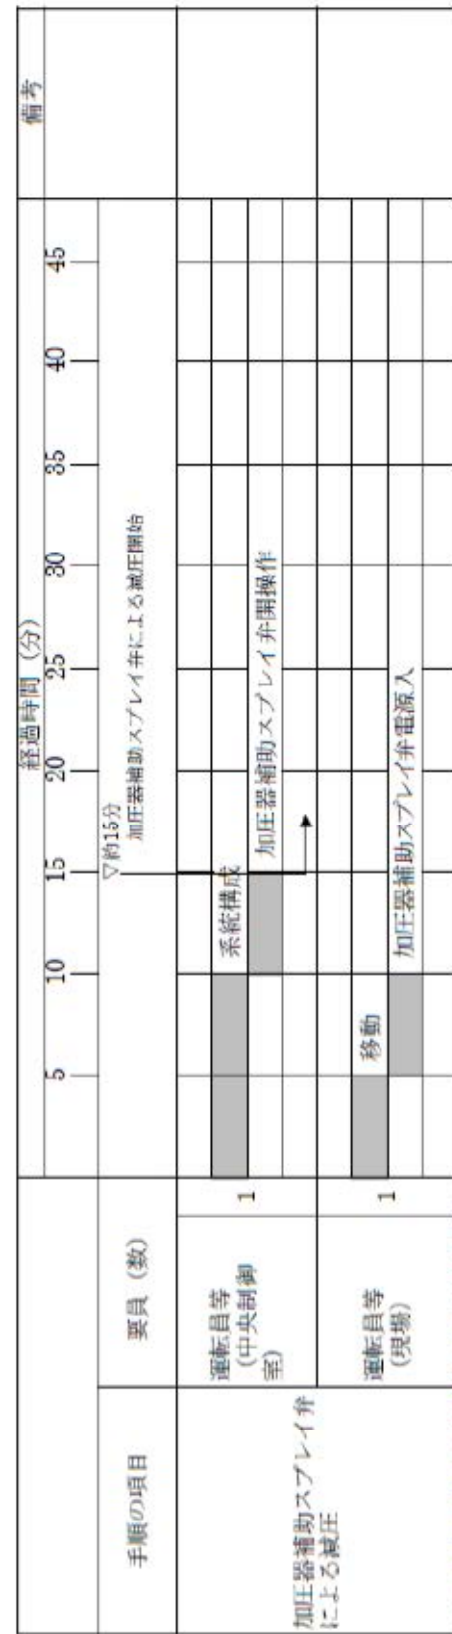 経過時間（分）
備考
5 10 15 20 25 30 35 40 45
手順の項目
要員（数）
▽約15分
加圧器補助スプレイ弁による減圧開始
加圧器補助スプレイ弁
による減圧
運転員等
（中央制御
室）
1
系統構成
加圧器補助スプレイ弁開操作
運転員等
（現場）
1
移動
加圧器補助スプレイ弁電源入